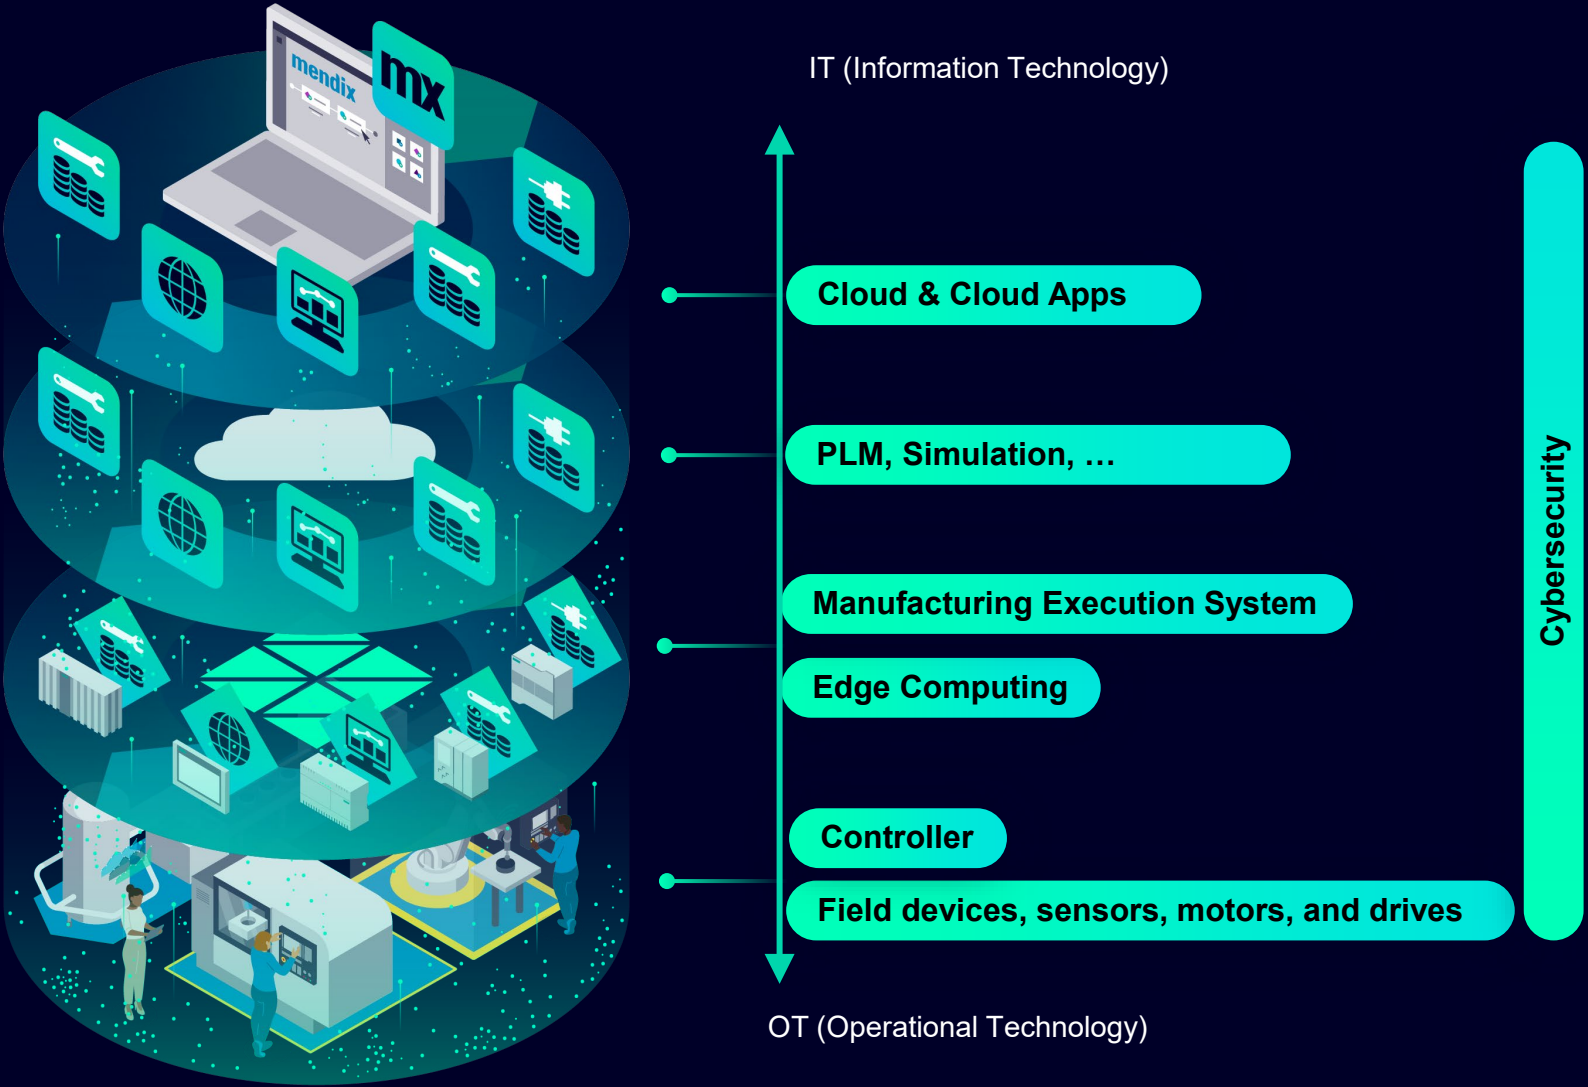 mendix
mx
IT (Information Technology)
Cloud & Cloud Apps
PLM, Simulation, …
Manufacturing Execution System
Edge Computing
Controller
Field devices, sensors, motors, and drives
OT (Operational Technology)
Cybersecurity